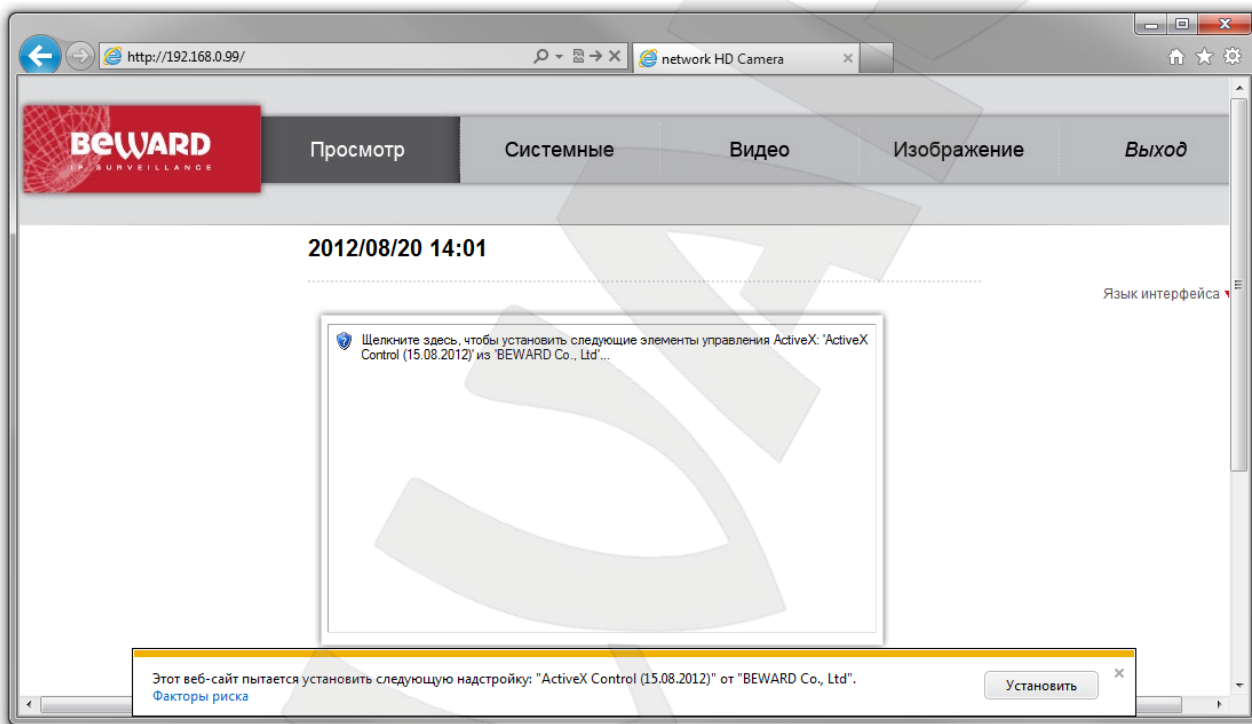 http://192.168.0.99/
network HD Camera
BEWARD
IP SURVEILLANCE
Просмотр
Системные
Видео
Изображение
Выход
2012/08/20 14:01
Язык интерфейса
Щелкните здесь, чтобы установить следующие элементы управления ActiveX: 'ActiveX
Control (15.08.2012)' из 'BEWARD Co., Ltd'...
Этот веб-сайт пытается установить следующую надстройку: "ActiveX Control (15.08.2012)" от "BEWARD Co., Ltd".
Факторы риска
Установить